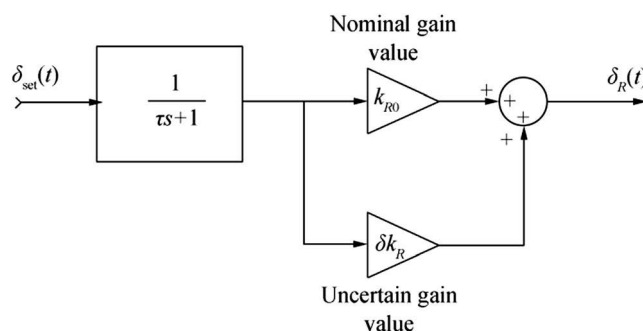 Nominal gain
value
δset(t)
1
τs+1
kR0
+
+
+
+
δR(t)
δkR
Uncertain gain
value